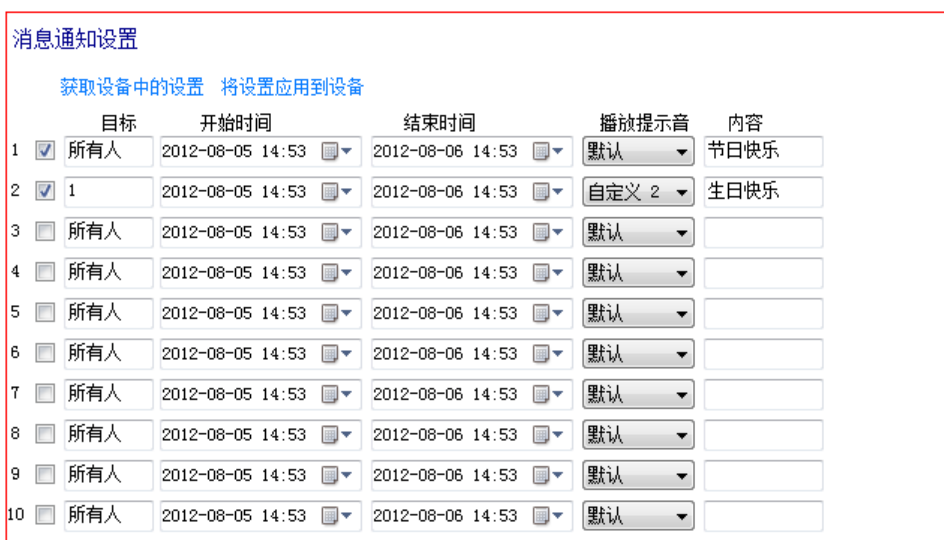 消息通知设置
获取设备中的设置 将设置应用到设备
目标 开始时间 结束时间 播放提示音 内容
1 所有人 2012-08-05 14:53 2012-08-06 14:53 默认 节日快乐
2 1 2012-08-05 14:53 2012-08-06 14:53 自定义 2 生日快乐
3 所有人 2012-08-05 14:53 2012-08-06 14:53 默认
4 所有人 2012-08-05 14:53 2012-08-06 14:53 默认
5 所有人 2012-08-05 14:53 2012-08-06 14:53 默认
6 所有人 2012-08-05 14:53 2012-08-06 14:53 默认
7 所有人 2012-08-05 14:53 2012-08-06 14:53 默认
8 所有人 2012-08-05 14:53 2012-08-06 14:53 默认
9 所有人 2012-08-05 14:53 2012-08-06 14:53 默认
10 所有人 2012-08-05 14:53 2012-08-06 14:53 默认